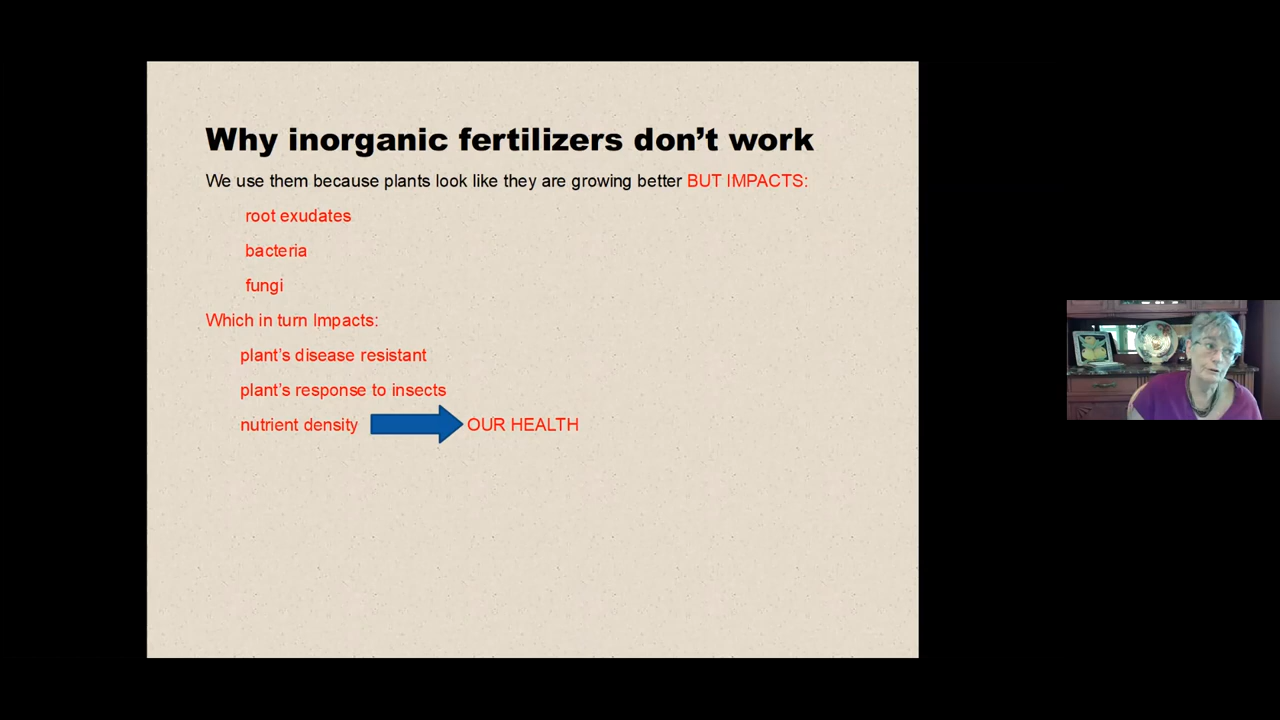 Why inorganic fertilizers don't work
We use them because plants look like they are growing better BUT IMPACTS:
root exudates
bacteria
fungi
Which in turn Impacts:
plant's disease resistant
plant's response to insects
nutrient density OUR HEALTH